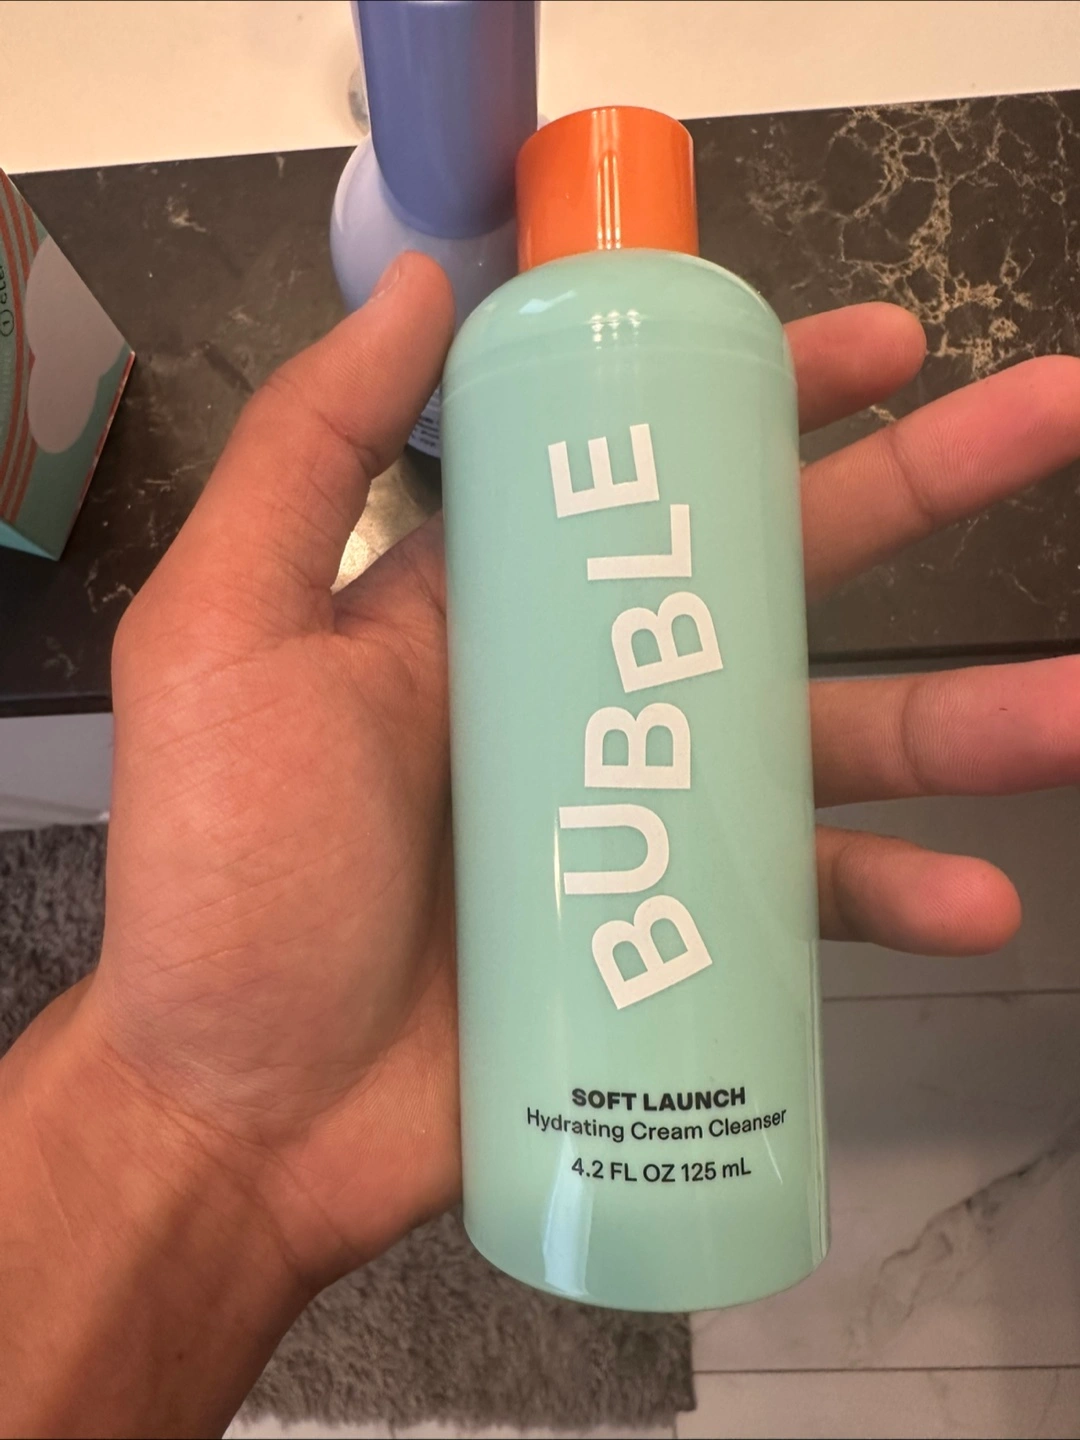 BUBBLE
SOFT LAUNCH
Hydrating Cream Cleanser
4.2 FL OZ 125 mL